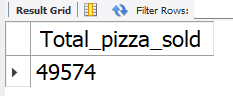 Result Grid Filter Rows:
Total_pizza_sold
49574